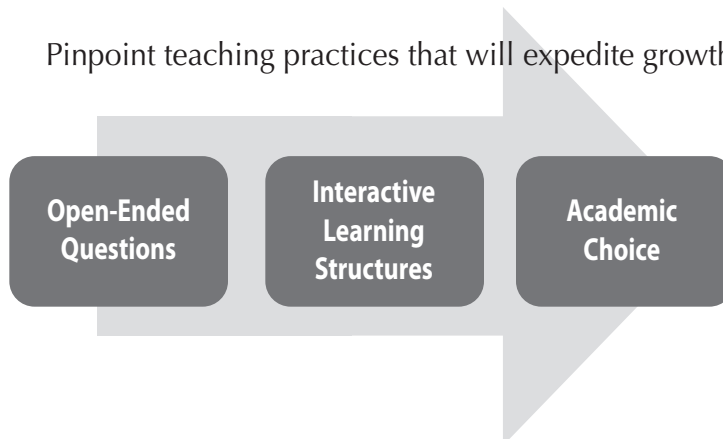 Pinpoint teaching practices that will expedite growth
Open-Ended
Questions
Interactive
Learning
Structures
Academic
Choice